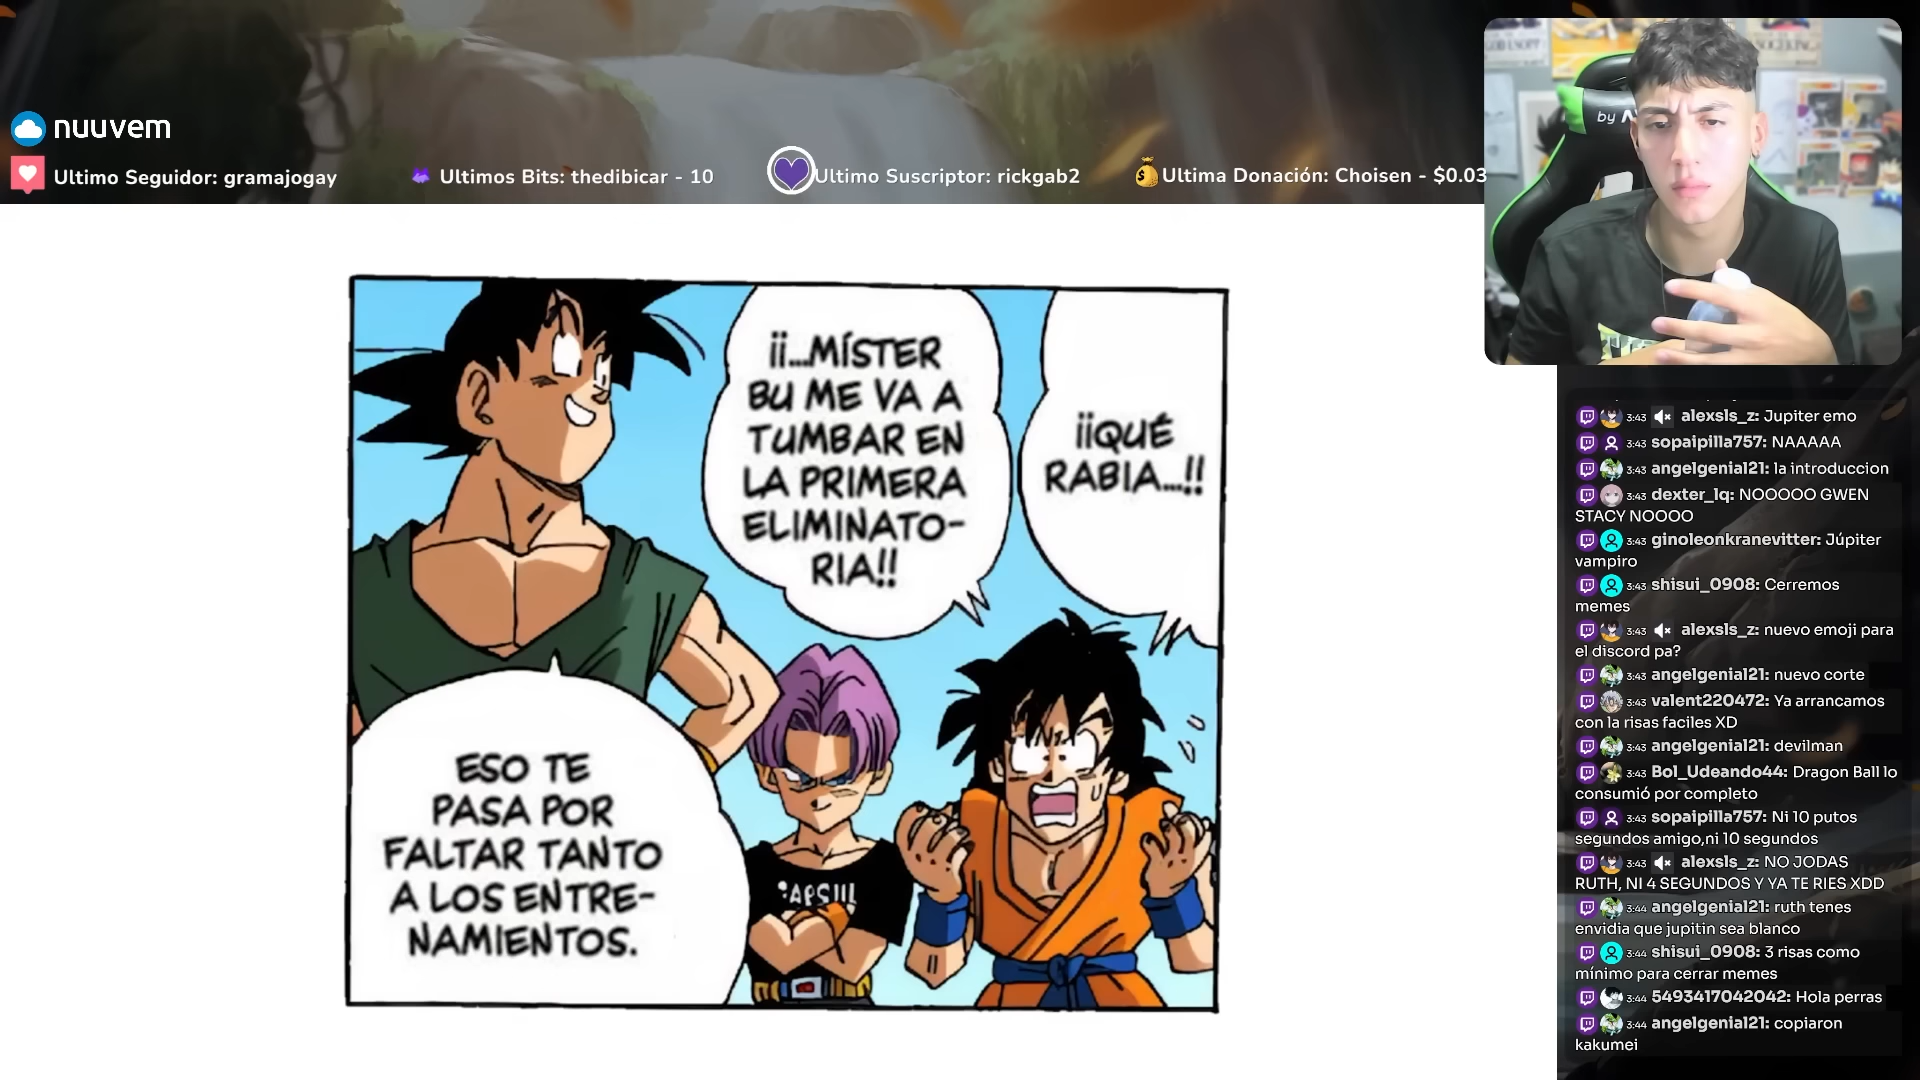 nuuvem
Ultimo Seguidor: gramajogay
Ultimos Bits: thedibicar - 10
Ultimo Suscriptor: rickgab2
Ultima Donación: Choisen - $0.03
by
¡¡...MÍSTER
BU ME VA A
TUMBAR EN
LA PRIMERA
ELIMINATO-
RIA!!
¡¡QUÉ
RABIA...!!
ESO TE
PASA POR
FALTAR TANTO
A LOS ENTRE-
NAMIENTOS.
3:43 alexsls_z: Jupiter emo
3:43 sopaipilla757: NAAAAA
3:43 angelgenial21: la introduccion
3:43 dexter_lq: NOOOOO GWEN
STACY NOOOO
3:43 ginoleonkranevitter: Júpiter
vampiro
3:43 shisui_0908: Cerremos
memes
3:43 alexsls_z: nuevo emoji para
el discord pa?
3:43 angelgenial21: nuevo corte
3:43 valent220472: Ya arrancamos
con la risas faciles XD
3:43 angelgenial21: devilman
3:43 Bol_Udeando44: Dragon Ball lo
consumió por completo
3:43 sopaipilla757: Ni 10 putos
segundos amigo,ni 10 segundos
3:43 alexsls_z: NO JODAS
RUTH, NI 4 SEGUNDOS Y YA TE RIES XDD
3:44 angelgenial21: ruth tenes
envidia que jupitin sea blanco
3:44 shisui_0908: 3 risas como
mínimo para cerrar memes
3:44 5493417042042: Hola perras
3:44 angelgenial21: copiaron
kakumei